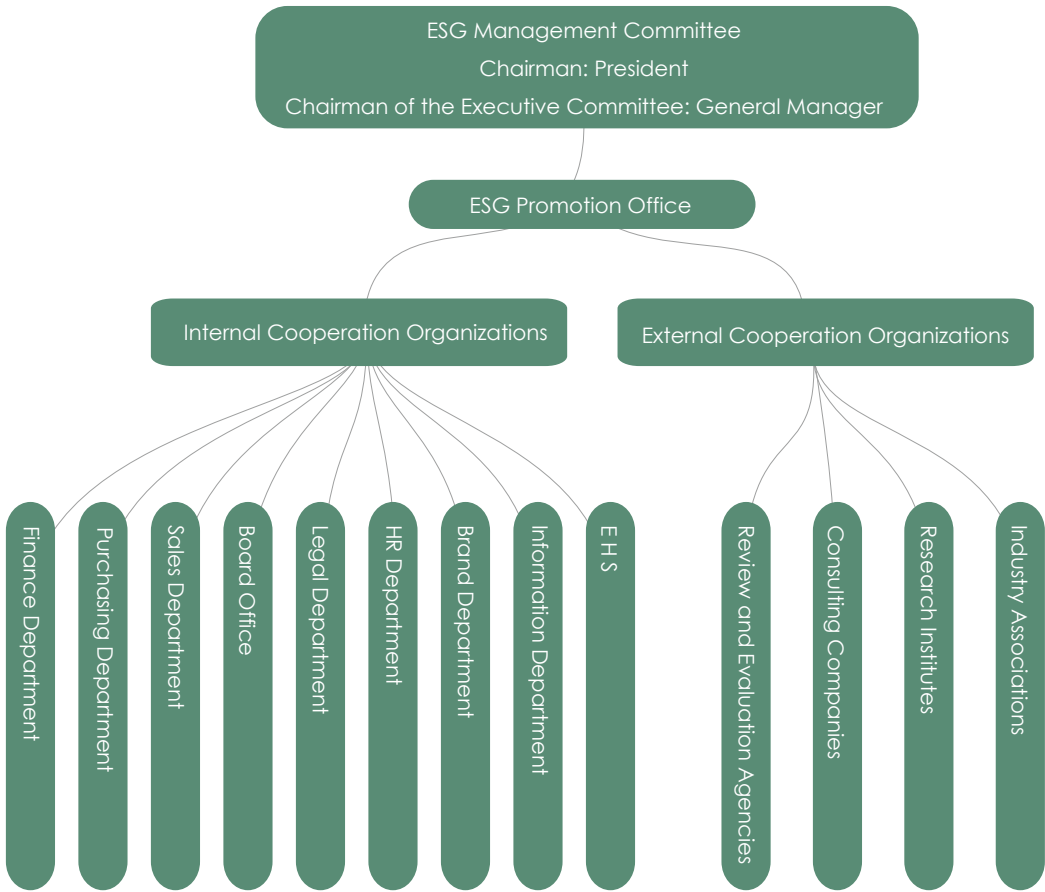 ESG Management Committee
Chairman: President
Chairman of the Executive Committee: General Manager
ESG Promotion Office
Internal Cooperation Organizations
External Cooperation Organizations
Finance Department
Purchasing Department
Sales Department
Board Office
Legal Department
HR Department
Brand Department
Information Department
E H S
Review and Evaluation Agencies
Consulting Companies
Research Institutes
Industry Associations